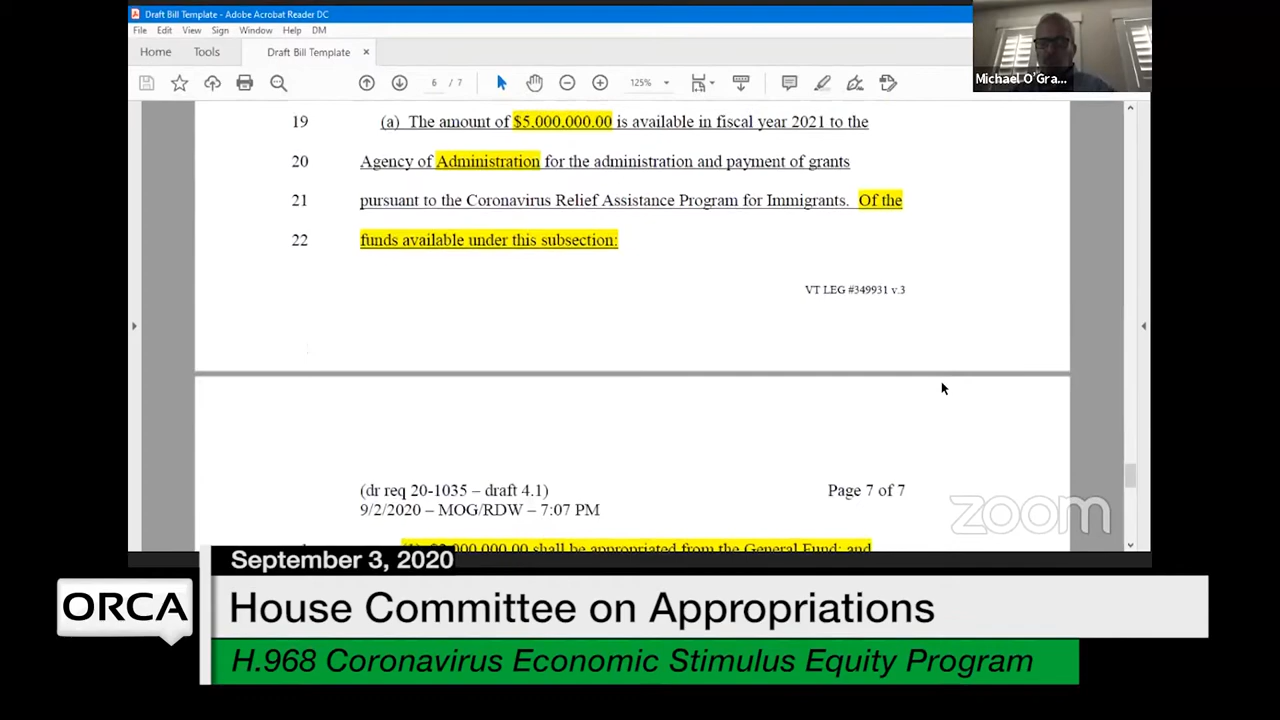 Draft Bill Template - Adobe Acrobat Reader DC
File Edit View Sign Window Help DM
Home Tools Draft Bill Template ×
6 / 7 125%
Michael O'Gra...
19 (a) The amount of $5,000,000.00 is available in fiscal year 2021 to the
20 Agency of Administration for the administration and payment of grants
21 pursuant to the Coronavirus Relief Assistance Program for Immigrants. Of the
22 funds available under this subsection:
VT LEG #349931 v.3
(dr req 20-1035 – draft 4.1) Page 7 of 7
9/2/2020 – MOG/RDW – 7:07 PM
zoom
(1) $2,000,000.00 shall be appropriated from the General Fund; and
September 3, 2020
ORCA
House Committee on Appropriations
H.968 Coronavirus Economic Stimulus Equity Program